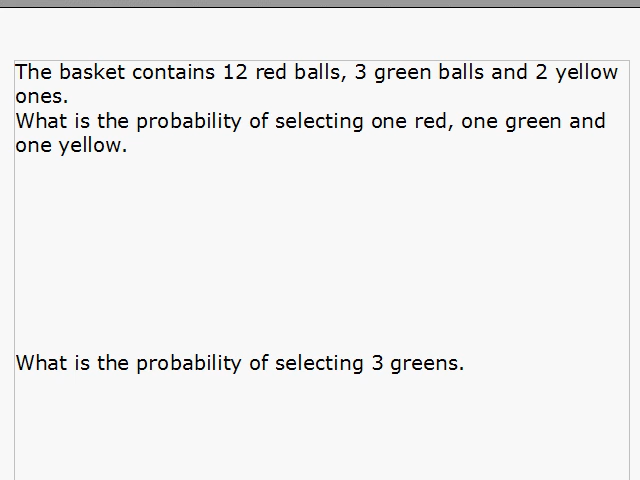 The basket contains 12 red balls, 3 green balls and 2 yellow
ones.
What is the probability of selecting one red, one green and
one yellow.
What is the probability of selecting 3 greens.